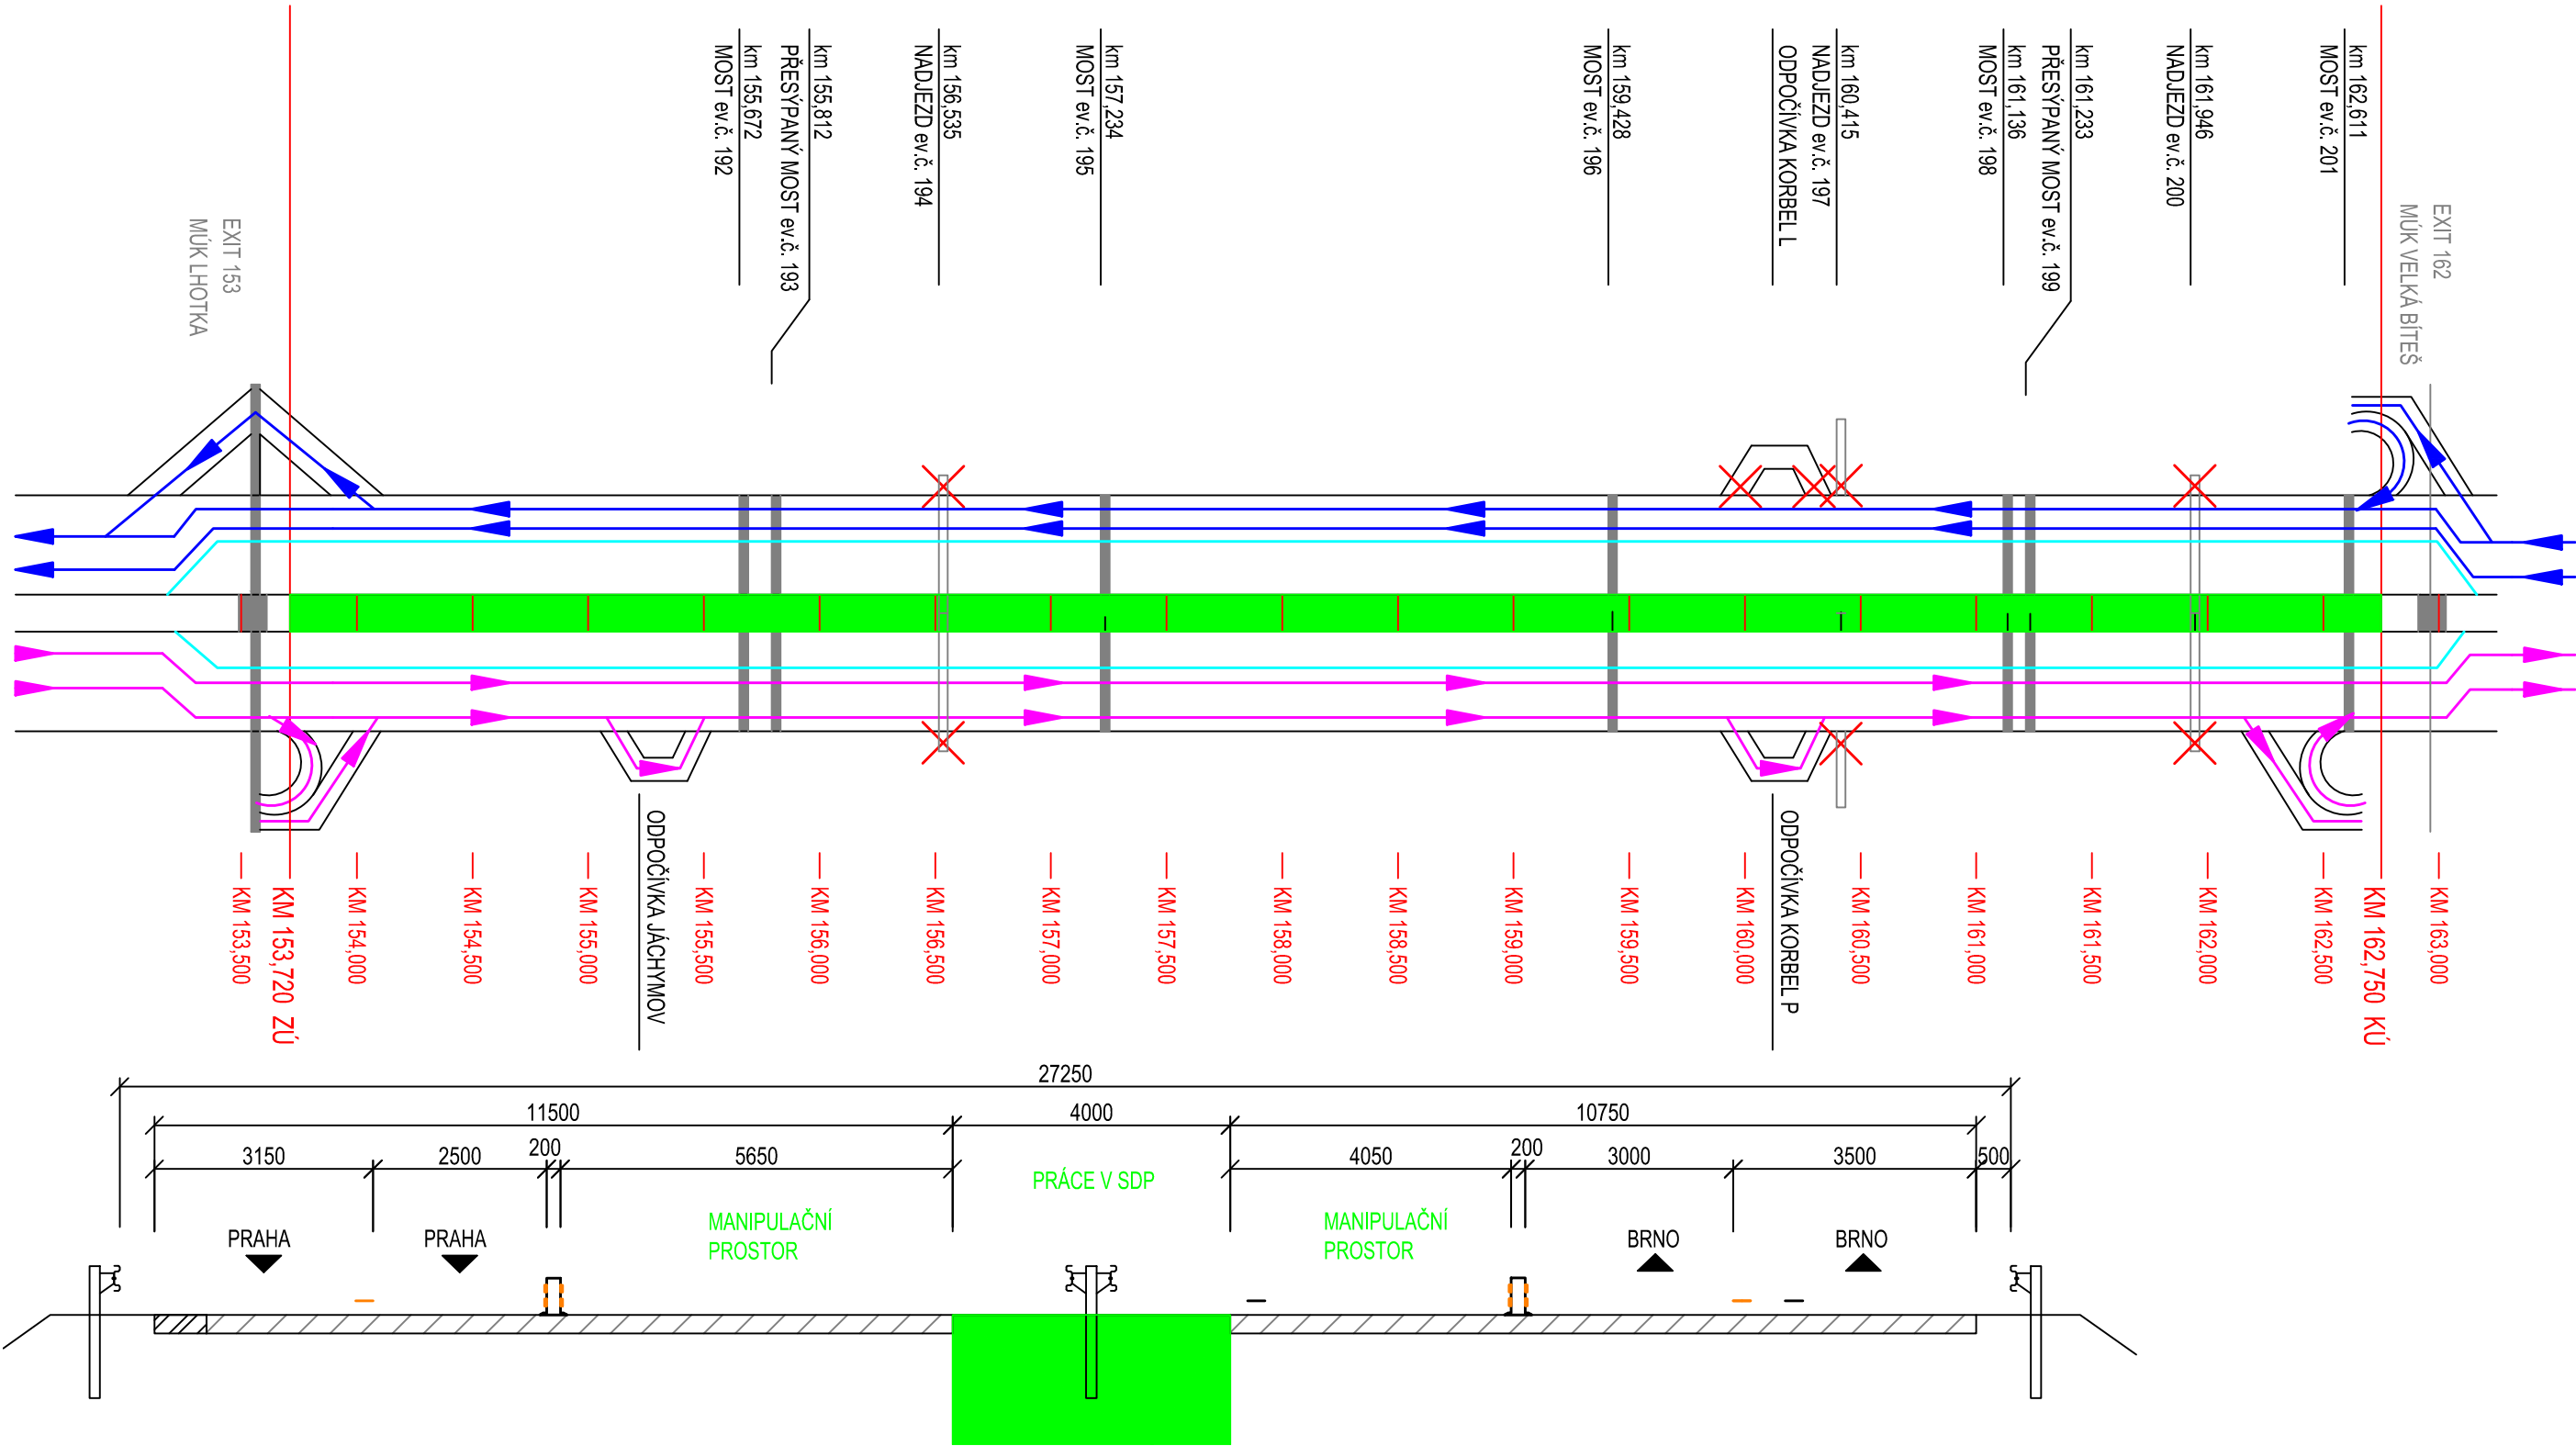 km 155,672
MOST ev.č. 192
km 155,812
PŘESÝPANÝ MOST ev.č. 193
km 156,535
NADJEZD ev.č. 194
km 157,234
MOST ev.č. 195
km 159,428
MOST ev.č. 196
ODPOČÍVKA KORBEL L
km 160,415
NADJEZD ev.č. 197
km 161,136
MOST ev.č. 198
km 161,233
PŘESÝPANÝ MOST ev.č. 199
km 161,946
NADJEZD ev.č. 200
km 162,611
MOST ev.č. 201
EXIT 153
MÚK LHOTKA
EXIT 162
MÚK VELKÁ BÍTEŠ
KM 153,500
KM 153,720 ZÚ
KM 154,000
KM 154,500
KM 155,000
ODPOČÍVKA JÁCHYMOV
KM 155,500
KM 156,000
KM 156,500
KM 157,000
KM 157,500
KM 158,000
KM 158,500
KM 159,000
KM 159,500
KM 160,000
ODPOČÍVKA KORBEL P
KM 160,500
KM 161,000
KM 161,500
KM 162,000
KM 162,500
KM 162,750 KÚ
KM 163,000
27250
11500 4000 10750
3150 2500 200 5650 4050 200 3000 3500 500
PRÁCE V SDP
MANIPULAČNÍ
PROSTOR
MANIPULAČNÍ
PROSTOR
PRAHA PRAHA BRNO BRNO